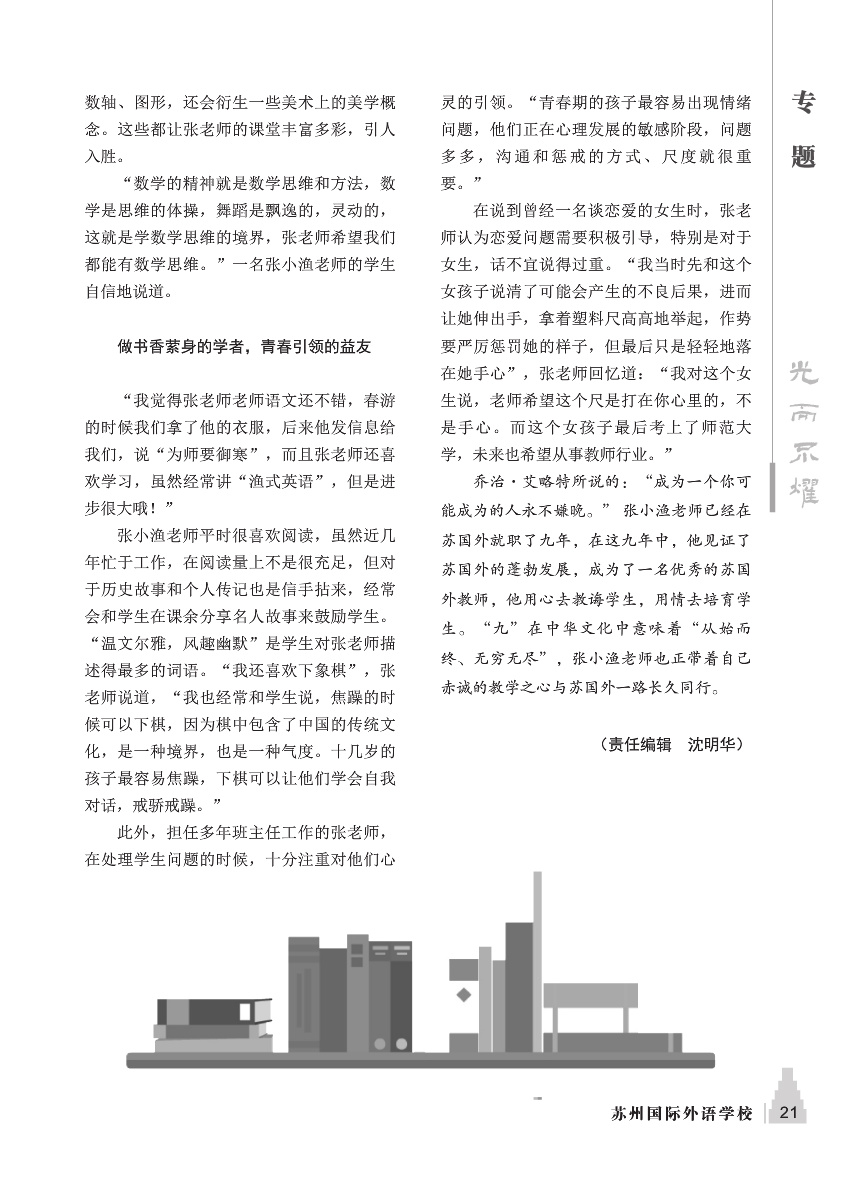 数轴、图形，还会衍生一些美术上的美学概
念。这些都让张老师的课堂丰富多彩，引人
入胜。
“数学的精神就是数学思维和方法，数
学是思维的体操，舞蹈是飘逸的，灵动的，
这就是学数学思维的境界，张老师希望我们
都能有数学思维。”一名张小渔老师的学生
自信地说道。
做书香萦身的学者，青春引领的益友
“我觉得张老师老师语文还不错，春游
的时候我们拿了他的衣服，后来他发信息给
我们，说“为师要御寒”，而且张老师还喜
欢学习，虽然经常讲“渔式英语”，但是进
步很大哦！”
张小渔老师平时很喜欢阅读，虽然近几
年忙于工作，在阅读量上不是很充足，但对
于历史故事和个人传记也是信手拈来，经常
会和学生在课余分享名人故事来鼓励学生。
“温文尔雅，风趣幽默”是学生对张老师描
述得最多的词语。“我还喜欢下象棋”，张
老师说道，“我也经常和学生说，焦躁的时
候可以下棋，因为棋中包含了中国的传统文
化，是一种境界，也是一种气度。十几岁的
孩子最容易焦躁，下棋可以让他们学会自我
对话，戒骄戒躁。”
此外，担任多年班主任工作的张老师，
在处理学生问题的时候，十分注重对他们心
灵的引领。“青春期的孩子最容易出现情绪
问题，他们正在心理发展的敏感阶段，问题
多多，沟通和惩戒的方式、尺度就很重
要。”
在说到曾经一名谈恋爱的女生时，张老
师认为恋爱问题需要积极引导，特别是对于
女生，话不宜说得过重。“我当时先和这个
女孩子说清了可能会产生的不良后果，进而
让她伸出手，拿着塑料尺高高地举起，作势
要严厉惩罚她的样子，但最后只是轻轻地落
在她手心”，张老师回忆道：“我对这个女
生说，老师希望这个尺是打在你心里的，不
是手心。而这个女孩子最后考上了师范大
学，未来也希望从事教师行业。”
乔治·艾略特所说的：“成为一个你可
能成为的人永不嫌晚。” 张小渔老师已经在
苏国外就职了九年，在这九年中，他见证了
苏国外的蓬勃发展，成为了一名优秀的苏国
外教师，他用心去教诲学生，用情去培育学
生。“九”在中华文化中意味着“从始而
终、无穷无尽”，张小渔老师也正带着自己
赤诚的教学之心与苏国外一路长久同行。
（责任编辑　沈明华）
专题
光而不耀
苏州国际外语学校
21